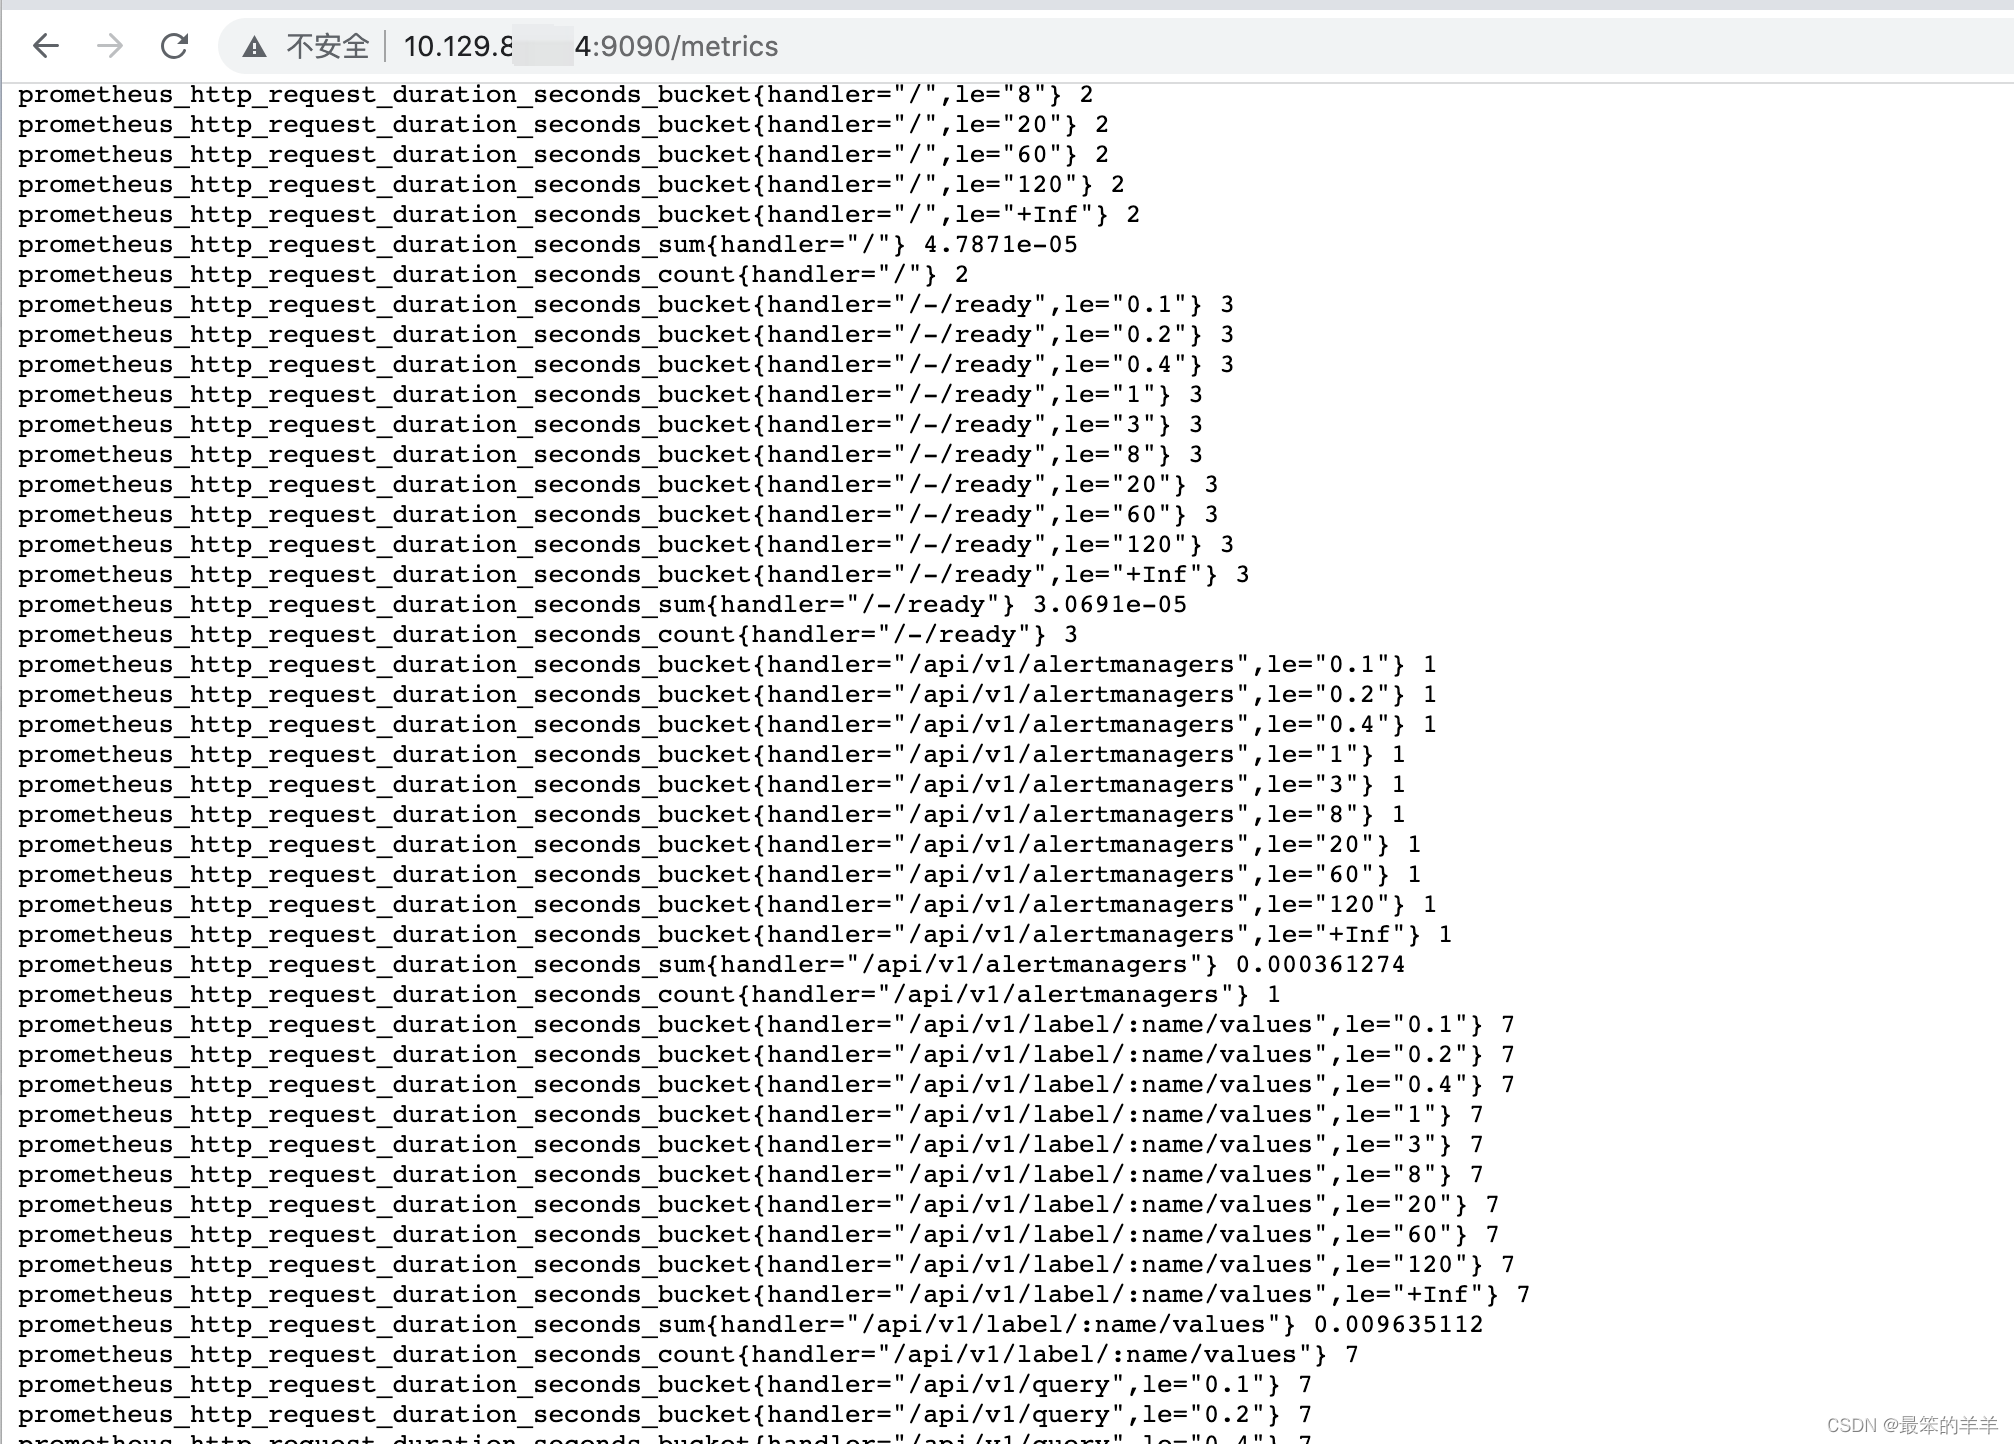 不安全 10.129.8 4:9090/metrics
prometheus_http_request_duration_seconds_bucket{handler="/",le="8"} 2
prometheus_http_request_duration_seconds_bucket{handler="/",le="20"} 2
prometheus_http_request_duration_seconds_bucket{handler="/",le="60"} 2
prometheus_http_request_duration_seconds_bucket{handler="/",le="120"} 2
prometheus_http_request_duration_seconds_bucket{handler="/",le="+Inf"} 2
prometheus_http_request_duration_seconds_sum{handler="/"} 4.7871e-05
prometheus_http_request_duration_seconds_count{handler="/"} 2
prometheus_http_request_duration_seconds_bucket{handler="/-/ready",le="0.1"} 3
prometheus_http_request_duration_seconds_bucket{handler="/-/ready",le="0.2"} 3
prometheus_http_request_duration_seconds_bucket{handler="/-/ready",le="0.4"} 3
prometheus_http_request_duration_seconds_bucket{handler="/-/ready",le="1"} 3
prometheus_http_request_duration_seconds_bucket{handler="/-/ready",le="3"} 3
prometheus_http_request_duration_seconds_bucket{handler="/-/ready",le="8"} 3
prometheus_http_request_duration_seconds_bucket{handler="/-/ready",le="20"} 3
prometheus_http_request_duration_seconds_bucket{handler="/-/ready",le="60"} 3
prometheus_http_request_duration_seconds_bucket{handler="/-/ready",le="120"} 3
prometheus_http_request_duration_seconds_bucket{handler="/-/ready",le="+Inf"} 3
prometheus_http_request_duration_seconds_sum{handler="/-/ready"} 3.0691e-05
prometheus_http_request_duration_seconds_count{handler="/-/ready"} 3
prometheus_http_request_duration_seconds_bucket{handler="/api/v1/alertmanagers",le="0.1"} 1
prometheus_http_request_duration_seconds_bucket{handler="/api/v1/alertmanagers",le="0.2"} 1
prometheus_http_request_duration_seconds_bucket{handler="/api/v1/alertmanagers",le="0.4"} 1
prometheus_http_request_duration_seconds_bucket{handler="/api/v1/alertmanagers",le="1"} 1
prometheus_http_request_duration_seconds_bucket{handler="/api/v1/alertmanagers",le="3"} 1
prometheus_http_request_duration_seconds_bucket{handler="/api/v1/alertmanagers",le="8"} 1
prometheus_http_request_duration_seconds_bucket{handler="/api/v1/alertmanagers",le="20"} 1
prometheus_http_request_duration_seconds_bucket{handler="/api/v1/alertmanagers",le="60"} 1
prometheus_http_request_duration_seconds_bucket{handler="/api/v1/alertmanagers",le="120"} 1
prometheus_http_request_duration_seconds_bucket{handler="/api/v1/alertmanagers",le="+Inf"} 1
prometheus_http_request_duration_seconds_sum{handler="/api/v1/alertmanagers"} 0.000361274
prometheus_http_request_duration_seconds_count{handler="/api/v1/alertmanagers"} 1
prometheus_http_request_duration_seconds_bucket{handler="/api/v1/label/:name/values",le="0.1"} 7
prometheus_http_request_duration_seconds_bucket{handler="/api/v1/label/:name/values",le="0.2"} 7
prometheus_http_request_duration_seconds_bucket{handler="/api/v1/label/:name/values",le="0.4"} 7
prometheus_http_request_duration_seconds_bucket{handler="/api/v1/label/:name/values",le="1"} 7
prometheus_http_request_duration_seconds_bucket{handler="/api/v1/label/:name/values",le="3"} 7
prometheus_http_request_duration_seconds_bucket{handler="/api/v1/label/:name/values",le="8"} 7
prometheus_http_request_duration_seconds_bucket{handler="/api/v1/label/:name/values",le="20"} 7
prometheus_http_request_duration_seconds_bucket{handler="/api/v1/label/:name/values",le="60"} 7
prometheus_http_request_duration_seconds_bucket{handler="/api/v1/label/:name/values",le="120"} 7
prometheus_http_request_duration_seconds_bucket{handler="/api/v1/label/:name/values",le="+Inf"} 7
prometheus_http_request_duration_seconds_sum{handler="/api/v1/label/:name/values"} 0.009635112
prometheus_http_request_duration_seconds_count{handler="/api/v1/label/:name/values"} 7
prometheus_http_request_duration_seconds_bucket{handler="/api/v1/query",le="0.1"} 7
prometheus_http_request_duration_seconds_bucket{handler="/api/v1/query",le="0.2"} 7
prometheus_http_request_duration_seconds_bucket{handler="/api/v1/query",le="0.4"} 7
CSDN @最笨的羊羊